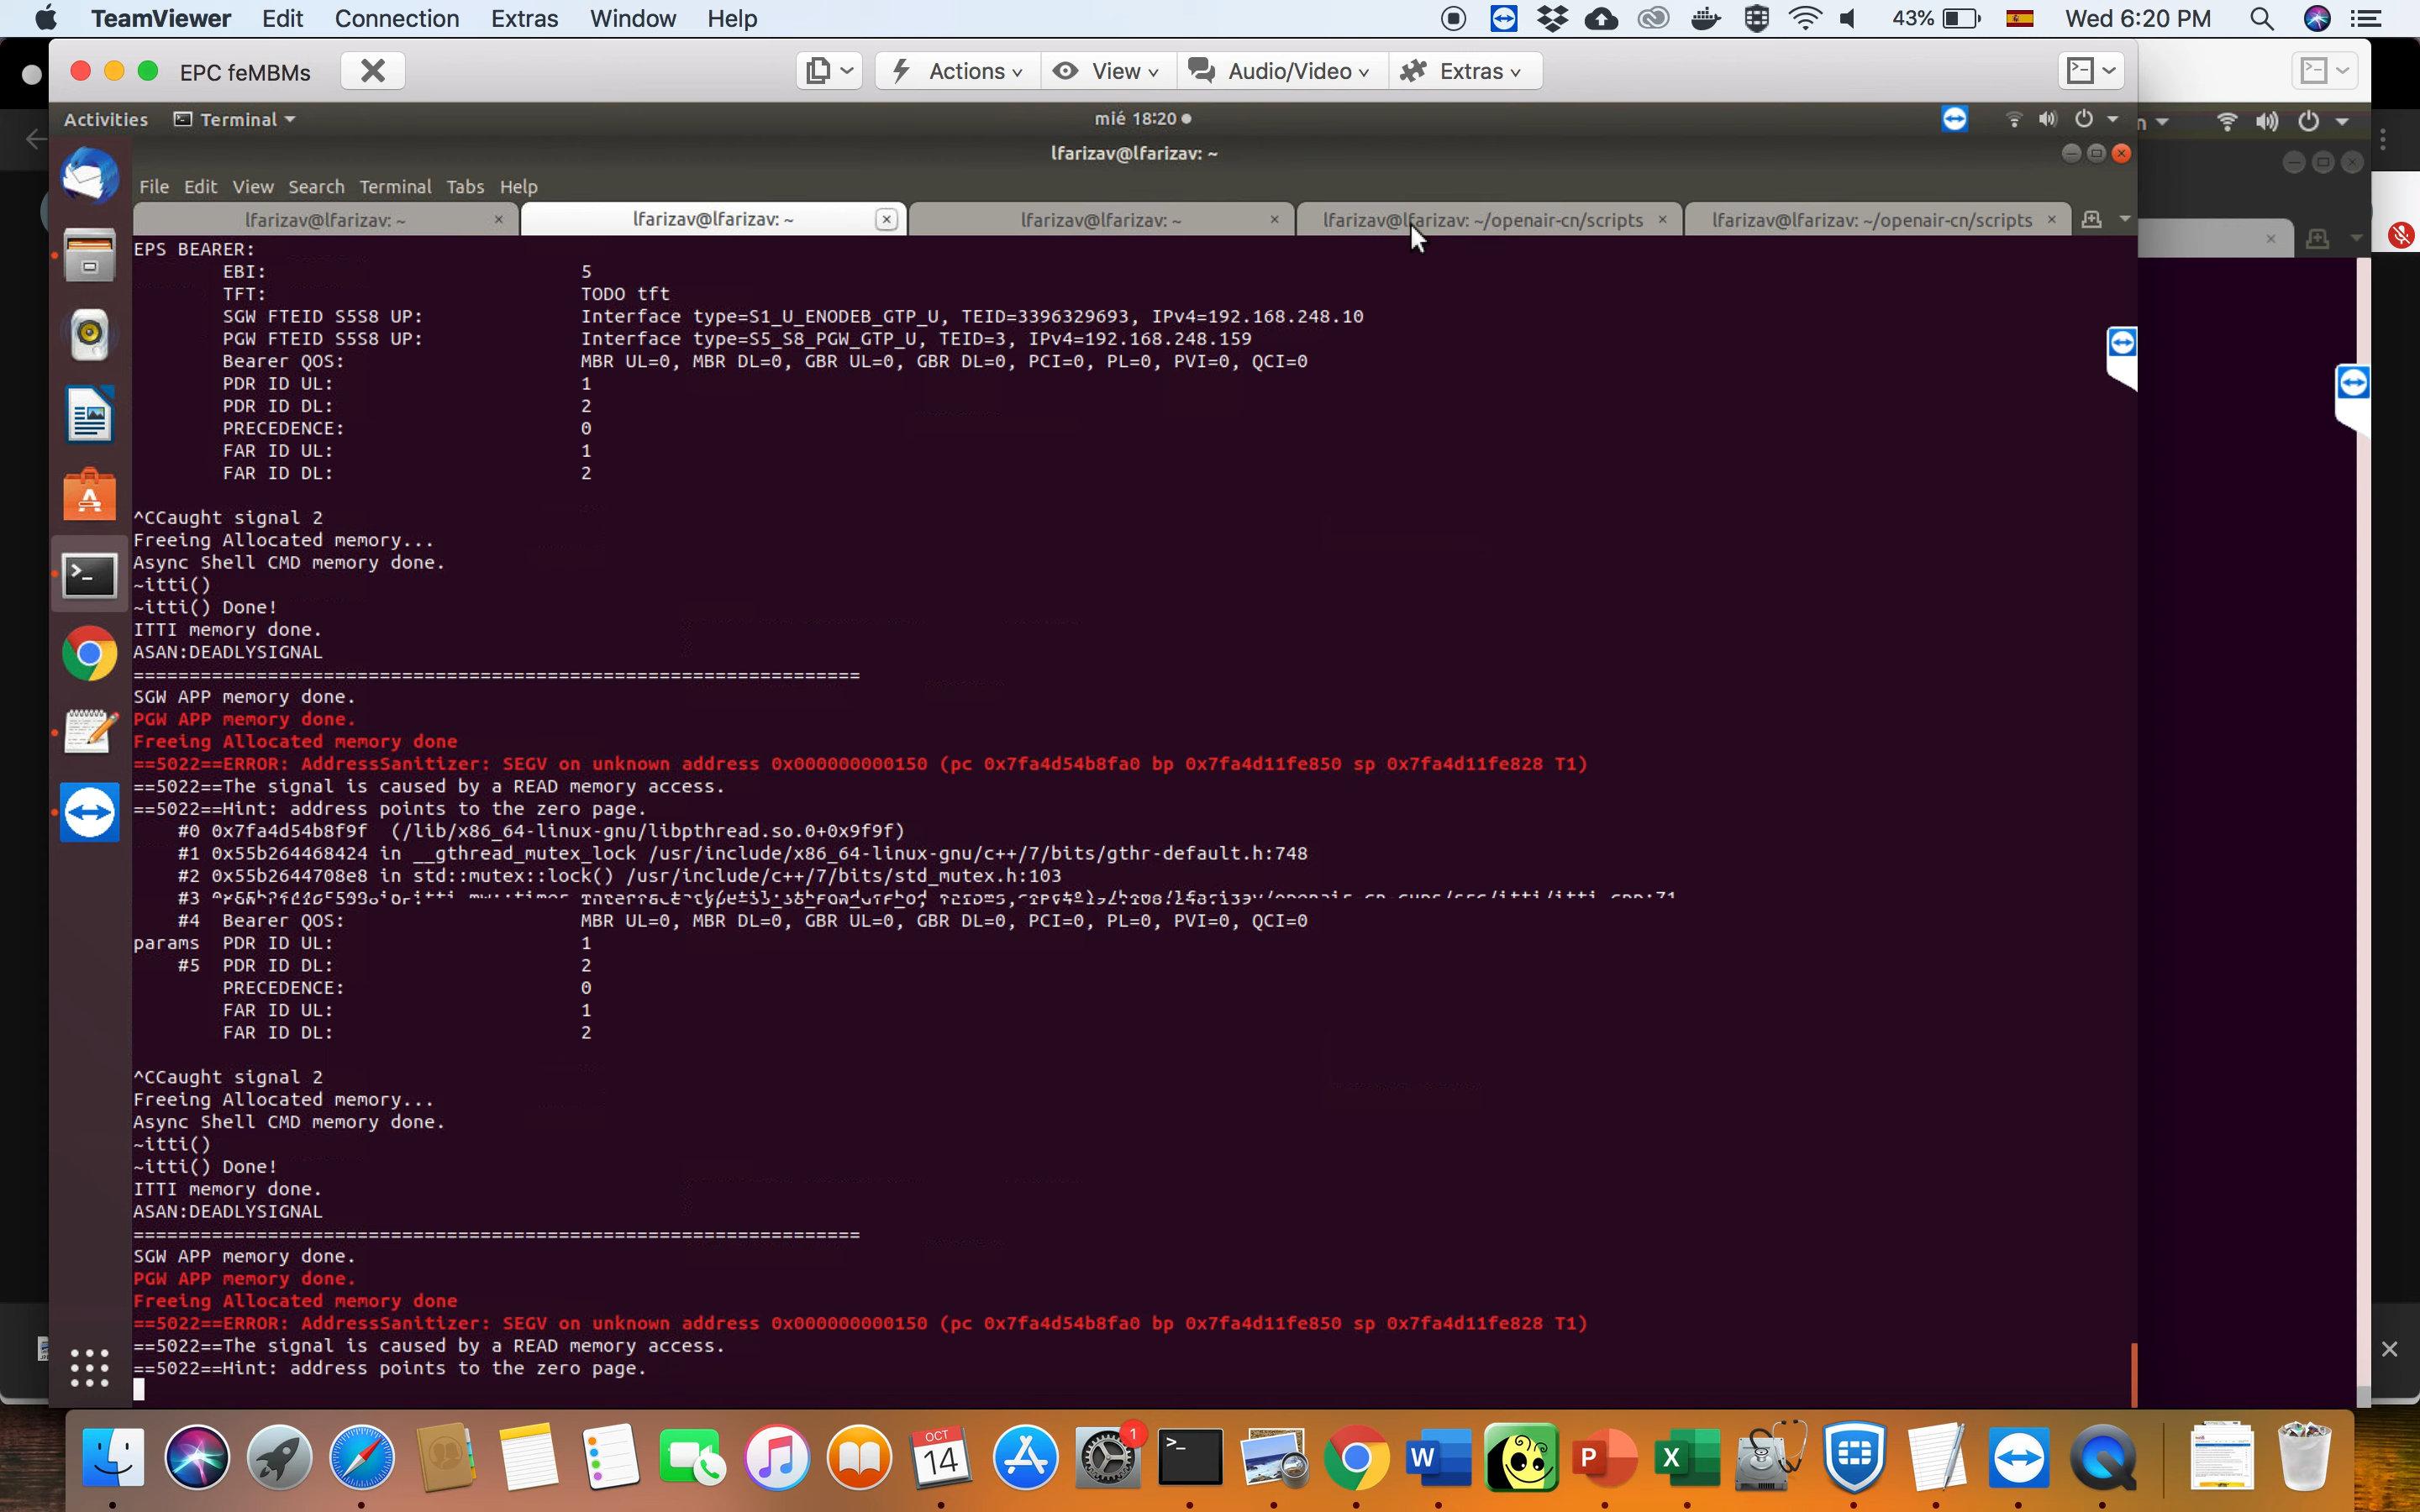 TeamViewer Edit Connection Extras Window Help 43% Wed 6:20 PM
EPC feMBMs Actions View Audio/Video Extras
Activities Terminal mié 18:20
lfarizav@lfarizav: ~
File Edit View Search Terminal Tabs Help
lfarizav@lfarizav: ~ lfarizav@lfarizav: ~ lfarizav@lfarizav: ~ lfarizav@lfarizav: ~/openair-cn/scripts lfarizav@lfarizav: ~/openair-cn/scripts
EPS BEARER:
EBI: 5
TFT: TODO tft
SGW FTEID S5S8 UP: Interface type=S1_U_ENODEB_GTP_U, TEID=3396329693, IPv4=192.168.248.10
PGW FTEID S5S8 UP: Interface type=S5_S8_PGW_GTP_U, TEID=3, IPv4=192.168.248.159
Bearer QOS: MBR UL=0, MBR DL=0, GBR UL=0, GBR DL=0, PCI=0, PL=0, PVI=0, QCI=0
PDR ID UL: 1
PDR ID DL: 2
PRECEDENCE: 0
FAR ID UL: 1
FAR ID DL: 2
^CCaught signal 2
Freeing Allocated memory...
Async Shell CMD memory done.
~itti()
~itti() Done!
ITTI memory done.
ASAN:DEADLYSIGNAL
=================================================================
SGW APP memory done.
PGW APP memory done.
Freeing Allocated memory done
==5022==ERROR: AddressSanitizer: SEGV on unknown address 0x000000000150 (pc 0x7fa4d54b8fa0 bp 0x7fa4d11fe850 sp 0x7fa4d11fe828 T1)
==5022==The signal is caused by a READ memory access.
==5022==Hint: address points to the zero page.
#0 0x7fa4d54b8f9f (/lib/x86_64-linux-gnu/libpthread.so.0+0x9f9f)
#1 0x55b264468424 in __gthread_mutex_lock /usr/include/x86_64-linux-gnu/c++/7/bits/gthr-default.h:748
#2 0x55b2644708e8 in std::mutex::lock() /usr/include/c++/7/bits/std_mutex.h:103
#3
#4 Bearer QOS: MBR UL=0, MBR DL=0, GBR UL=0, GBR DL=0, PCI=0, PL=0, PVI=0, QCI=0
params PDR ID UL: 1
#5 PDR ID DL: 2
PRECEDENCE: 0
FAR ID UL: 1
FAR ID DL: 2
^CCaught signal 2
Freeing Allocated memory...
Async Shell CMD memory done.
~itti()
~itti() Done!
ITTI memory done.
ASAN:DEADLYSIGNAL
=================================================================
SGW APP memory done.
PGW APP memory done.
Freeing Allocated memory done
==5022==ERROR: AddressSanitizer: SEGV on unknown address 0x000000000150 (pc 0x7fa4d54b8fa0 bp 0x7fa4d11fe850 sp 0x7fa4d11fe828 T1)
==5022==The signal is caused by a READ memory access.
==5022==Hint: address points to the zero page.
OCT
14
1
W
P
X